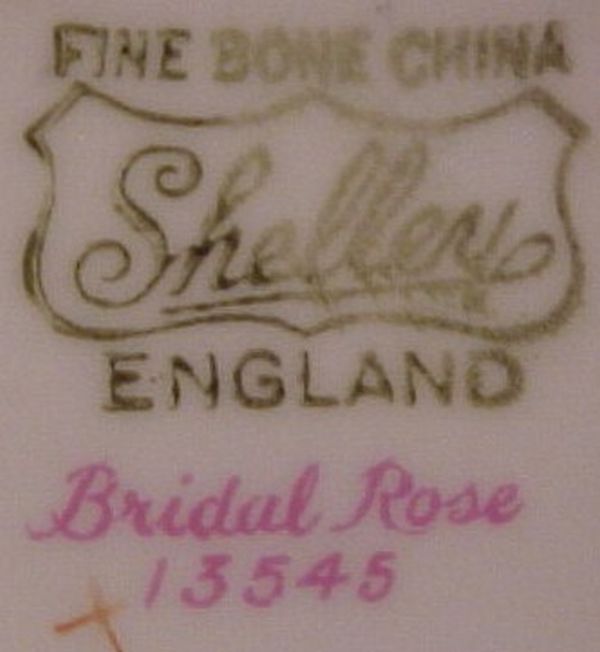 FINE BONE CHINA
Shelley
ENGLAND
Bridal Rose
13545